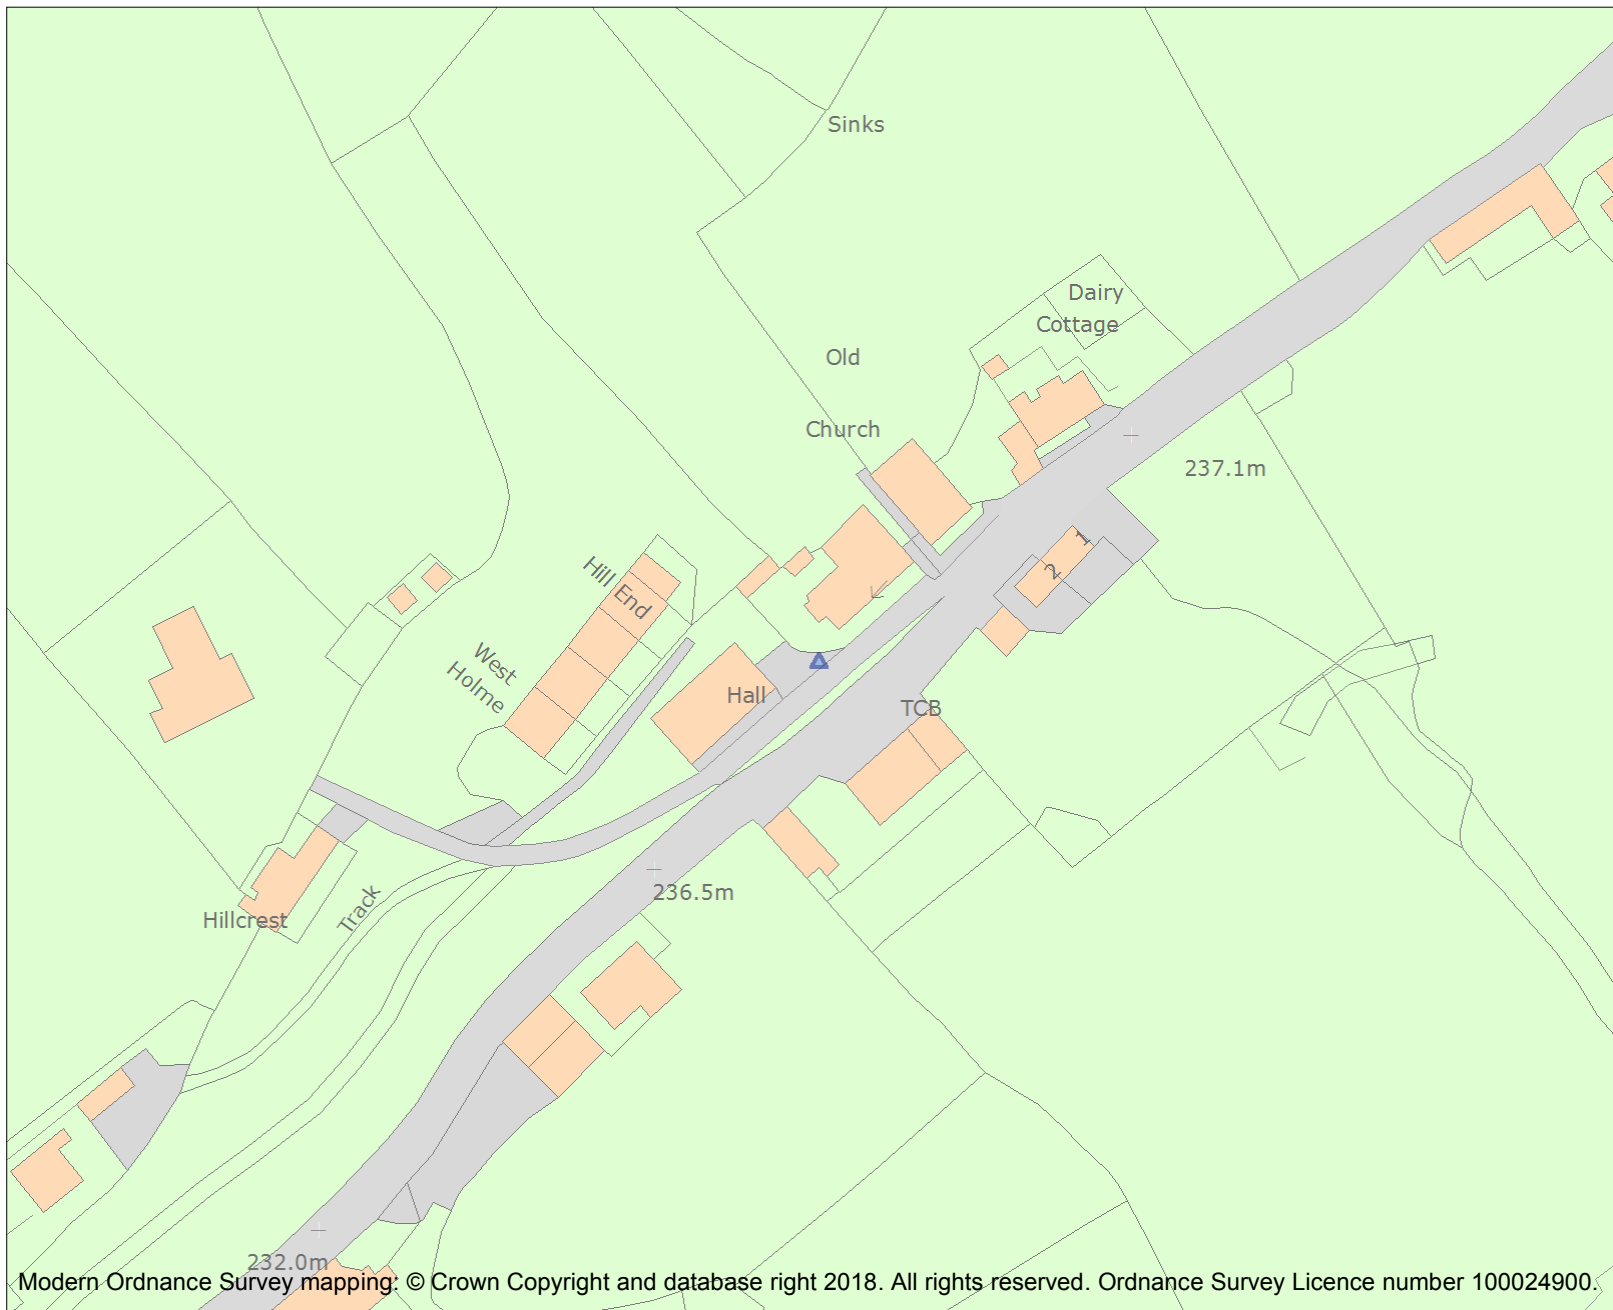 Sinks
Dairy
Cottage
Old
Church
237.1m
1
2
Hill End
West
Holme
Hall
TCB
236.5m
Track
Hillcrest
232.0m
Modern Ordnance Survey mapping: © Crown Copyright and database right 2018. All rights reserved. Ordnance Survey Licence number 100024900.